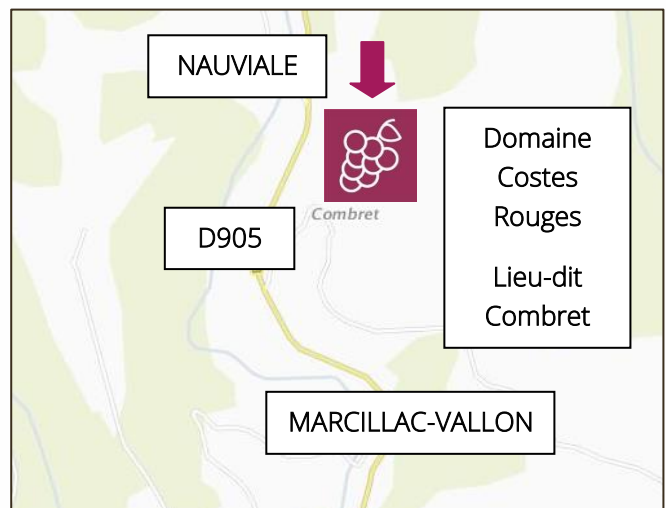 NAUVIALE
Domaine
Costes
Rouges
Lieu-dit
Combret
Combret
D905
MARCILLAC-VALLON